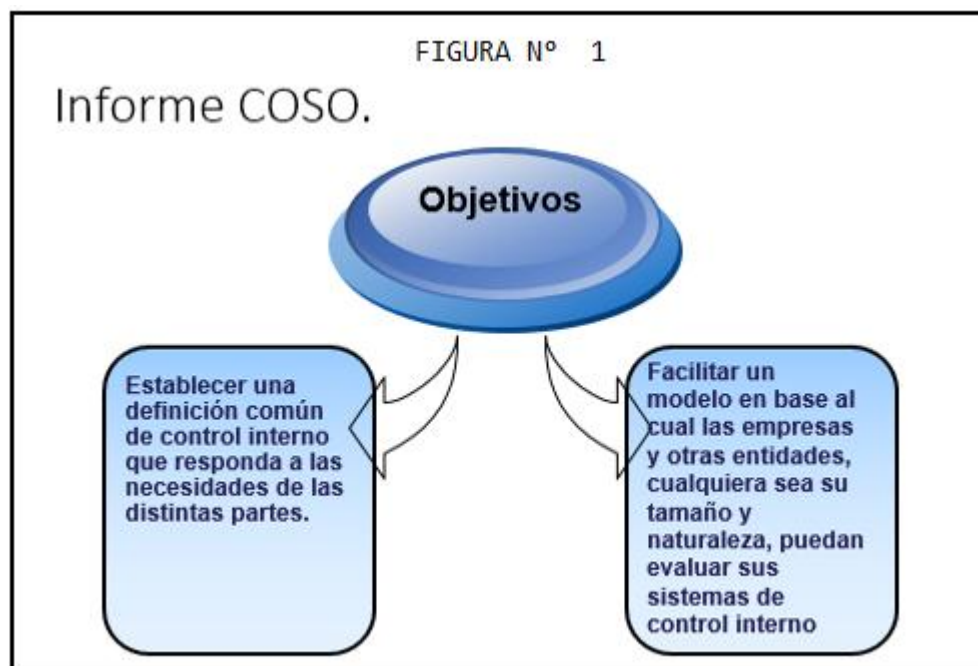 FIGURA Nº 1
Informe COSO.
Objetivos
Establecer una
definición común
de control interno
que responda a las
necesidades de las
distintas partes.
Facilitar un
modelo en base al
cual las empresas
y otras entidades,
cualquiera sea su
tamaño y
naturaleza, puedan
evaluar sus
sistemas de
control interno